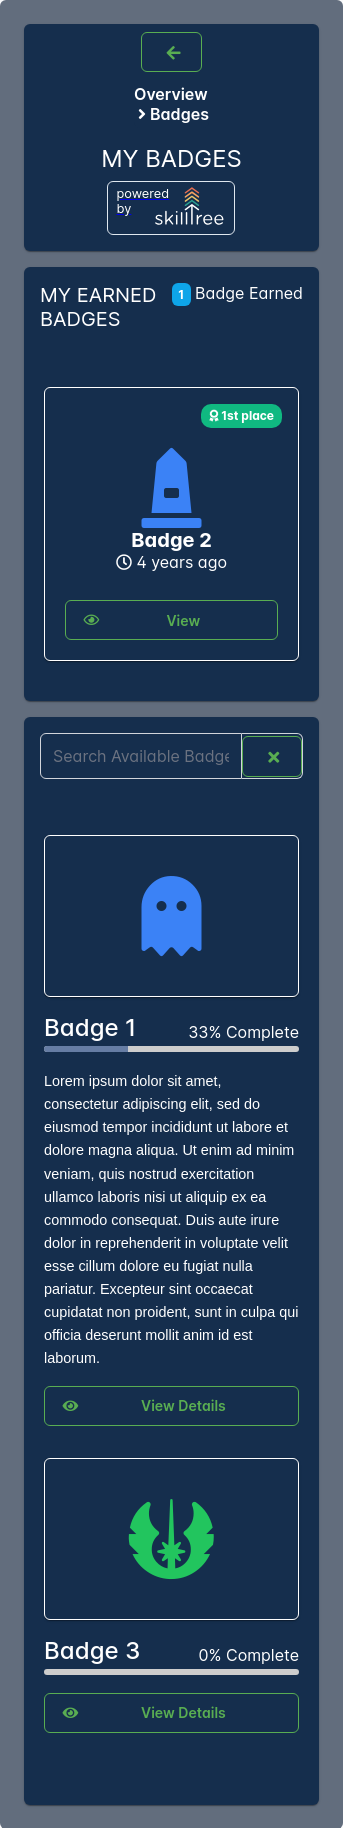 Overview
Badges
MY BADGES
powered
by
skilltree
MY EARNED
BADGES
1 Badge Earned
1st place
Badge 2
4 years ago
View
Search Available Badge
Badge 1
33% Complete
Lorem ipsum dolor sit amet,
consectetur adipiscing elit, sed do
eiusmod tempor incididunt ut labore et
dolore magna aliqua. Ut enim ad minim
veniam, quis nostrud exercitation
ullamco laboris nisi ut aliquip ex ea
commodo consequat. Duis aute irure
dolor in reprehenderit in voluptate velit
esse cillum dolore eu fugiat nulla
pariatur. Excepteur sint occaecat
cupidatat non proident, sunt in culpa qui
officia deserunt mollit anim id est
laborum.
View Details
Badge 3
0% Complete
View Details